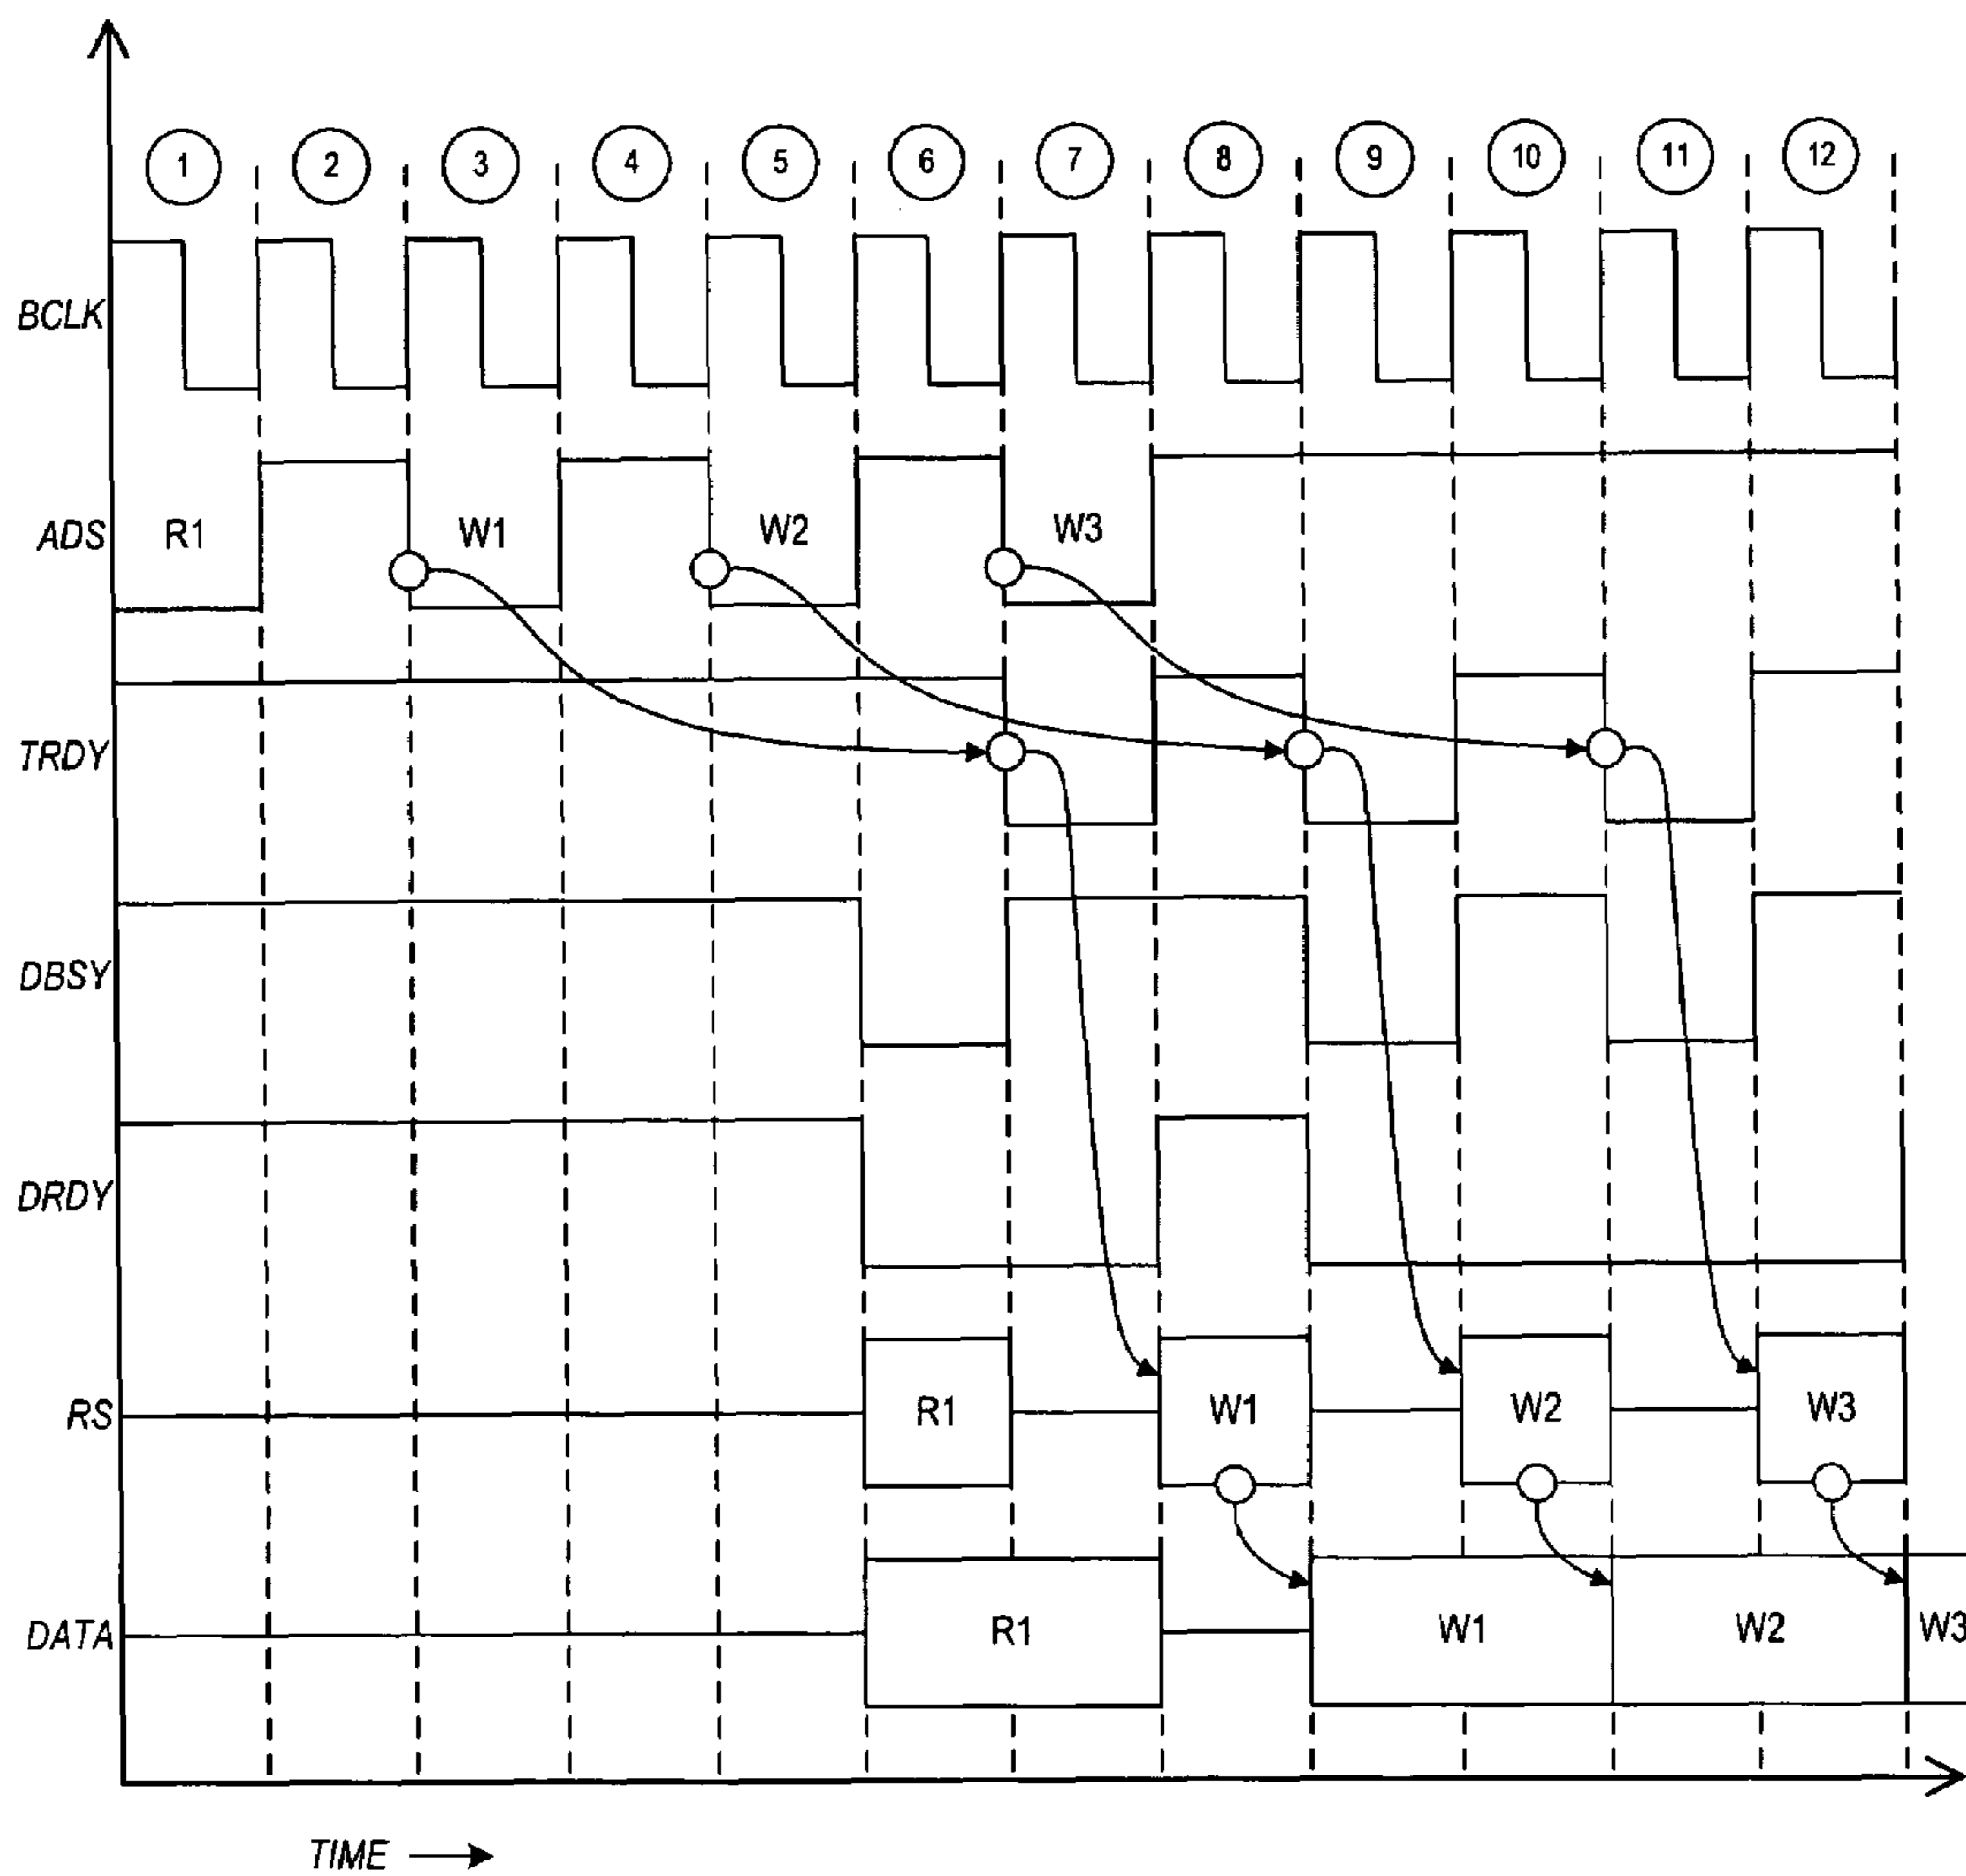 1 2 3 4 5 6 7 8 9 10 11 12
BCLK
ADS R1 W1 W2 W3
TRDY
DBSY
DRDY
RS R1 W1 W2 W3
DATA R1 W1 W2 W3
TIME